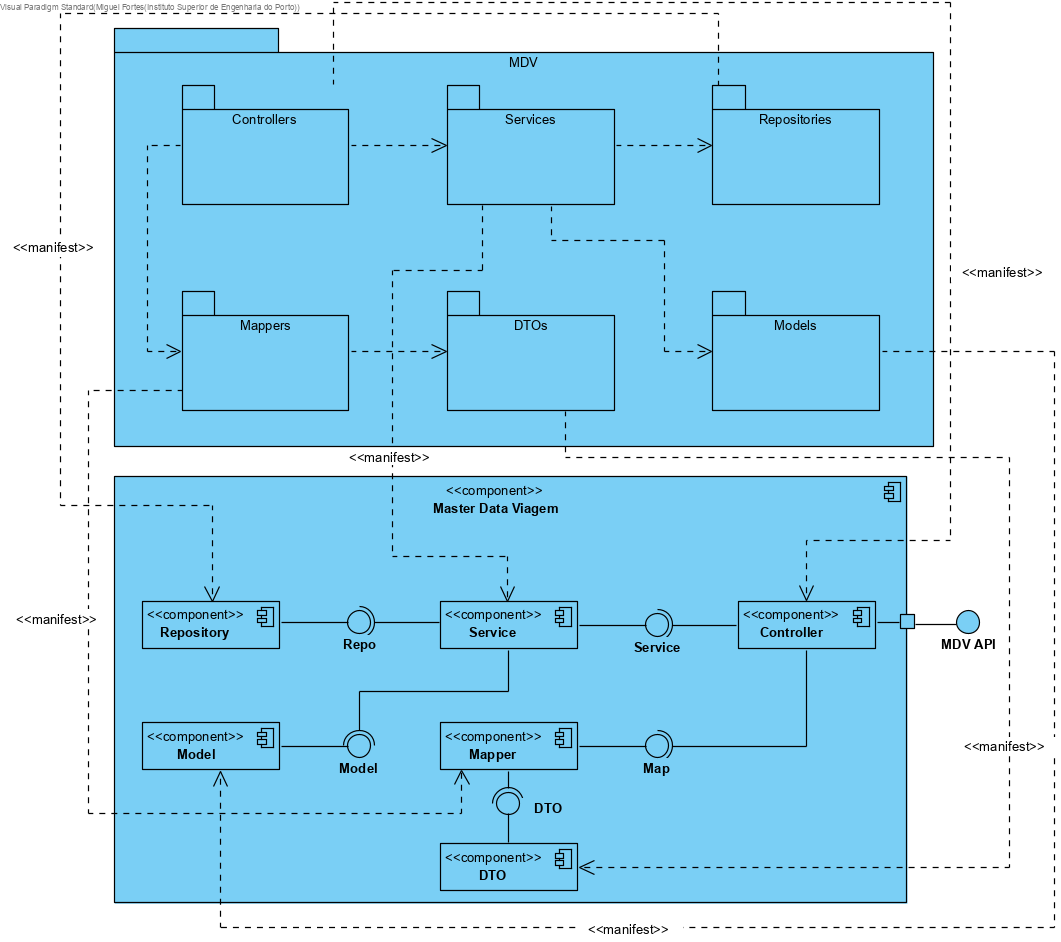 Visual Paradigm Standard(Miguel Fortes(Instituto Superior de Engenharia do Porto))
MDV
Controllers
Services
Repositories
<<manifest>>
<<manifest>>
Mappers
DTOs
Models
<<manifest>>
<<component>>
Master Data Viagem
<<component>>
Repository
Repo
<<component>>
Service
Service
<<component>>
Controller
MDV API
<<manifest>>
<<component>>
Model
Model
<<component>>
Mapper
Map
<<manifest>>
DTO
<<component>>
DTO
<<manifest>>